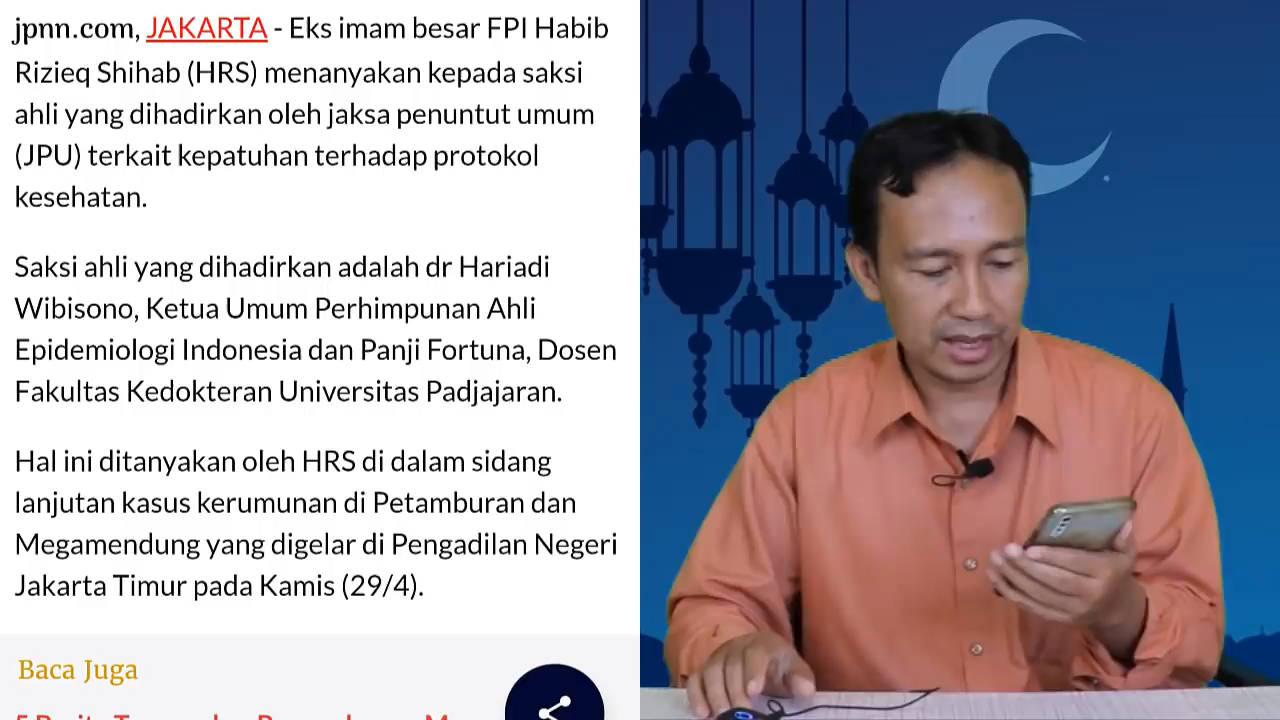 jpnn.com, JAKARTA - Eks imam besar FPI Habib
Rizieq Shihab (HRS) menanyakan kepada saksi
ahli yang dihadirkan oleh jaksa penuntut umum
(JPU) terkait kepatuhan terhadap protokol
kesehatan.
Saksi ahli yang dihadirkan adalah dr Hariadi
Wibisono, Ketua Umum Perhimpunan Ahli
Epidemiologi Indonesia dan Panji Fortuna, Dosen
Fakultas Kedokteran Universitas Padjajaran.
Hal ini ditanyakan oleh HRS di dalam sidang
lanjutan kasus kerumunan di Petamburan dan
Megamendung yang digelar di Pengadilan Negeri
Jakarta Timur pada Kamis (29/4).
Baca Juga